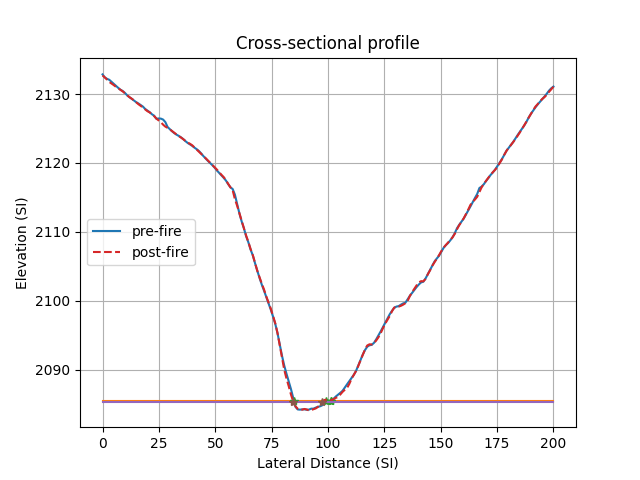 Cross-sectional profile
Elevation (SI)
2130
2120
2110
2100
2090
pre-fire
post-fire
0 25 50 75 100 125 150 175 200
Lateral Distance (SI)